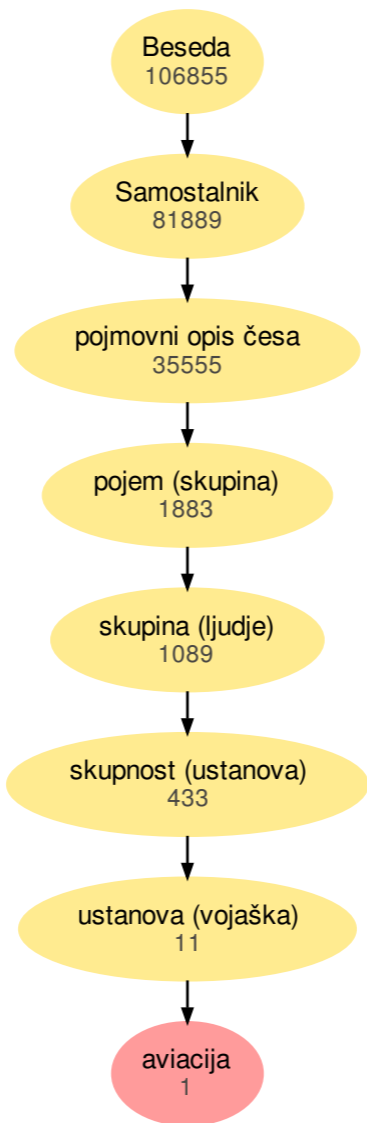 Beseda
106855
Samostalnik
81889
pojmovni opis česa
35555
pojem (skupina)
1883
skupina (ljudje)
1089
skupnost (ustanova)
433
ustanova (vojaška)
11
aviacija
1